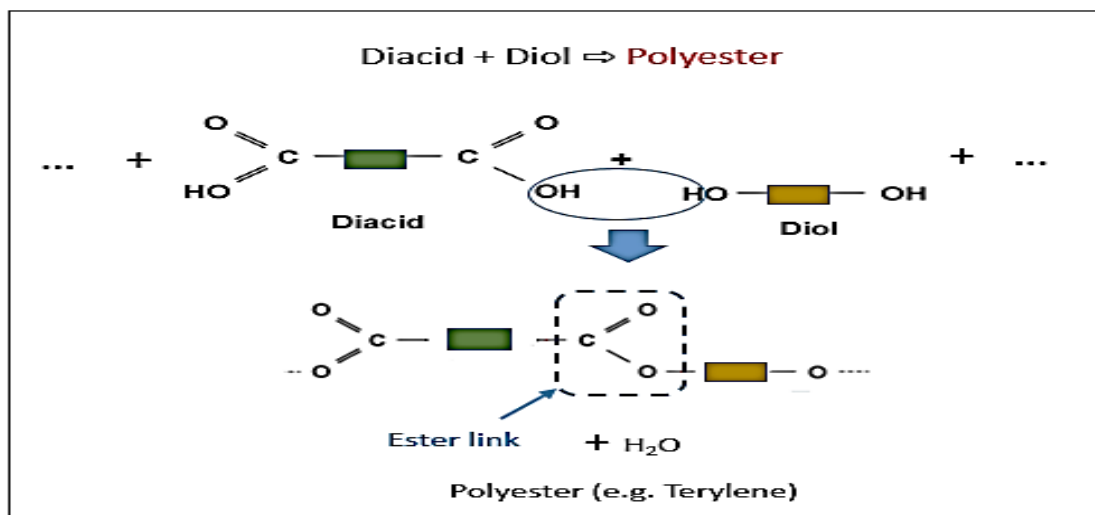 Diacid + Diol ⇨ Polyester
... + O C C O + + ...
HO OH HO OH
Diacid Diol
O C C O
O O O
Ester link + H₂O
Polyester (e.g. Terylene)